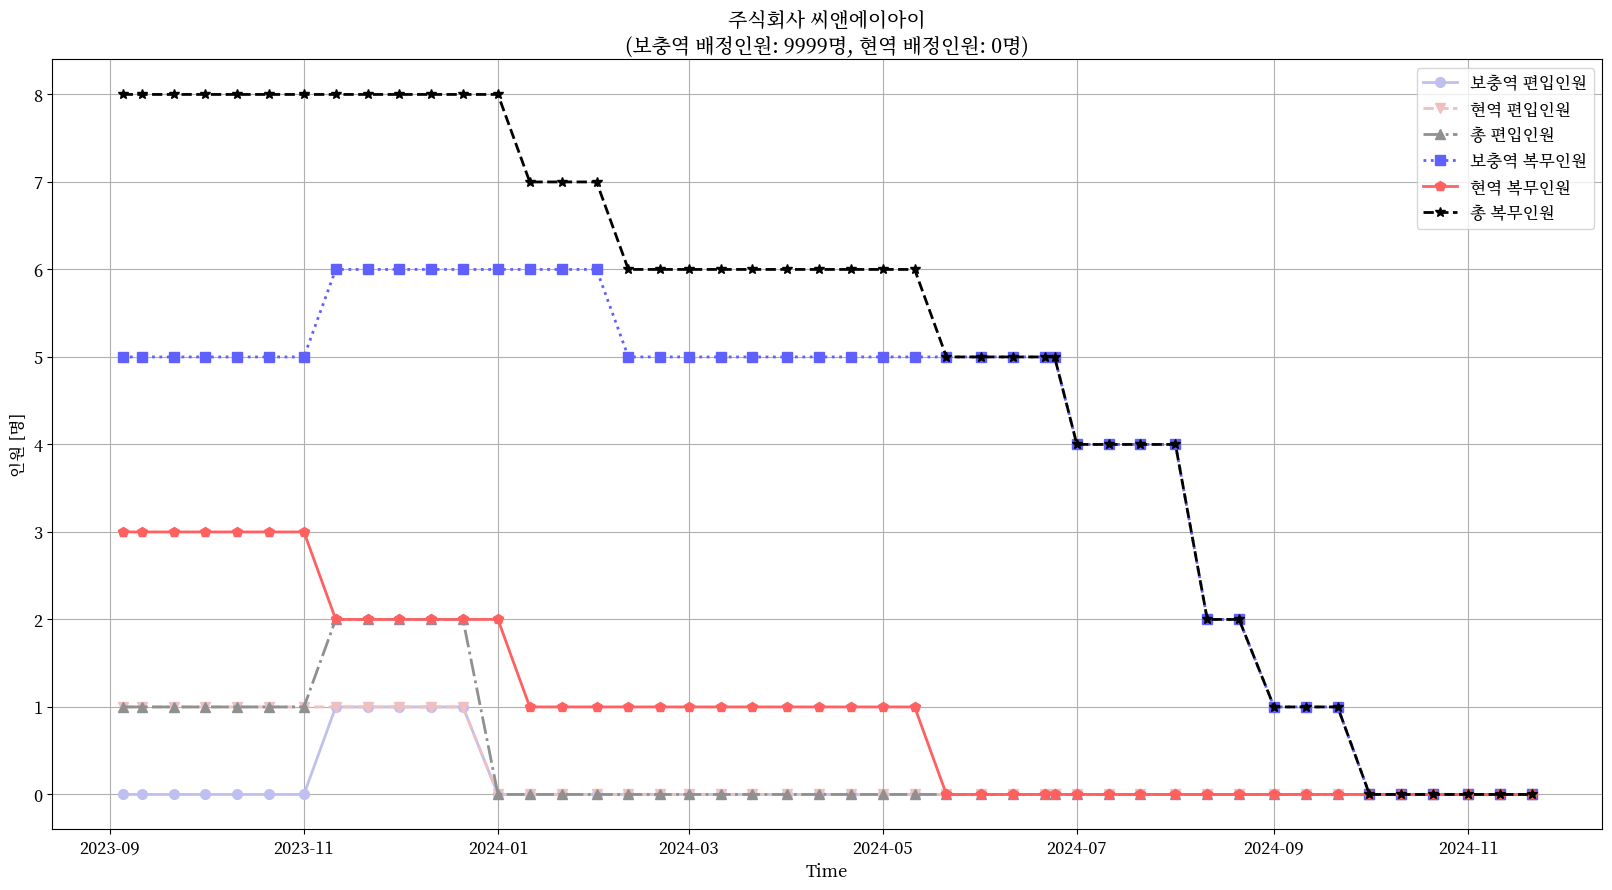 주식회사 씨앤에이아이
(보충역 배정인원: 9999명, 현역 배정인원: 0명)
보충역 편입인원
현역 편입인원
총 편입인원
보충역 복무인원
현역 복무인원
총 복무인원
인원 [명]
8
7
6
5
4
3
2
1
0
2023-09
2023-11
2024-01
2024-03
2024-05
2024-07
2024-09
2024-11
Time